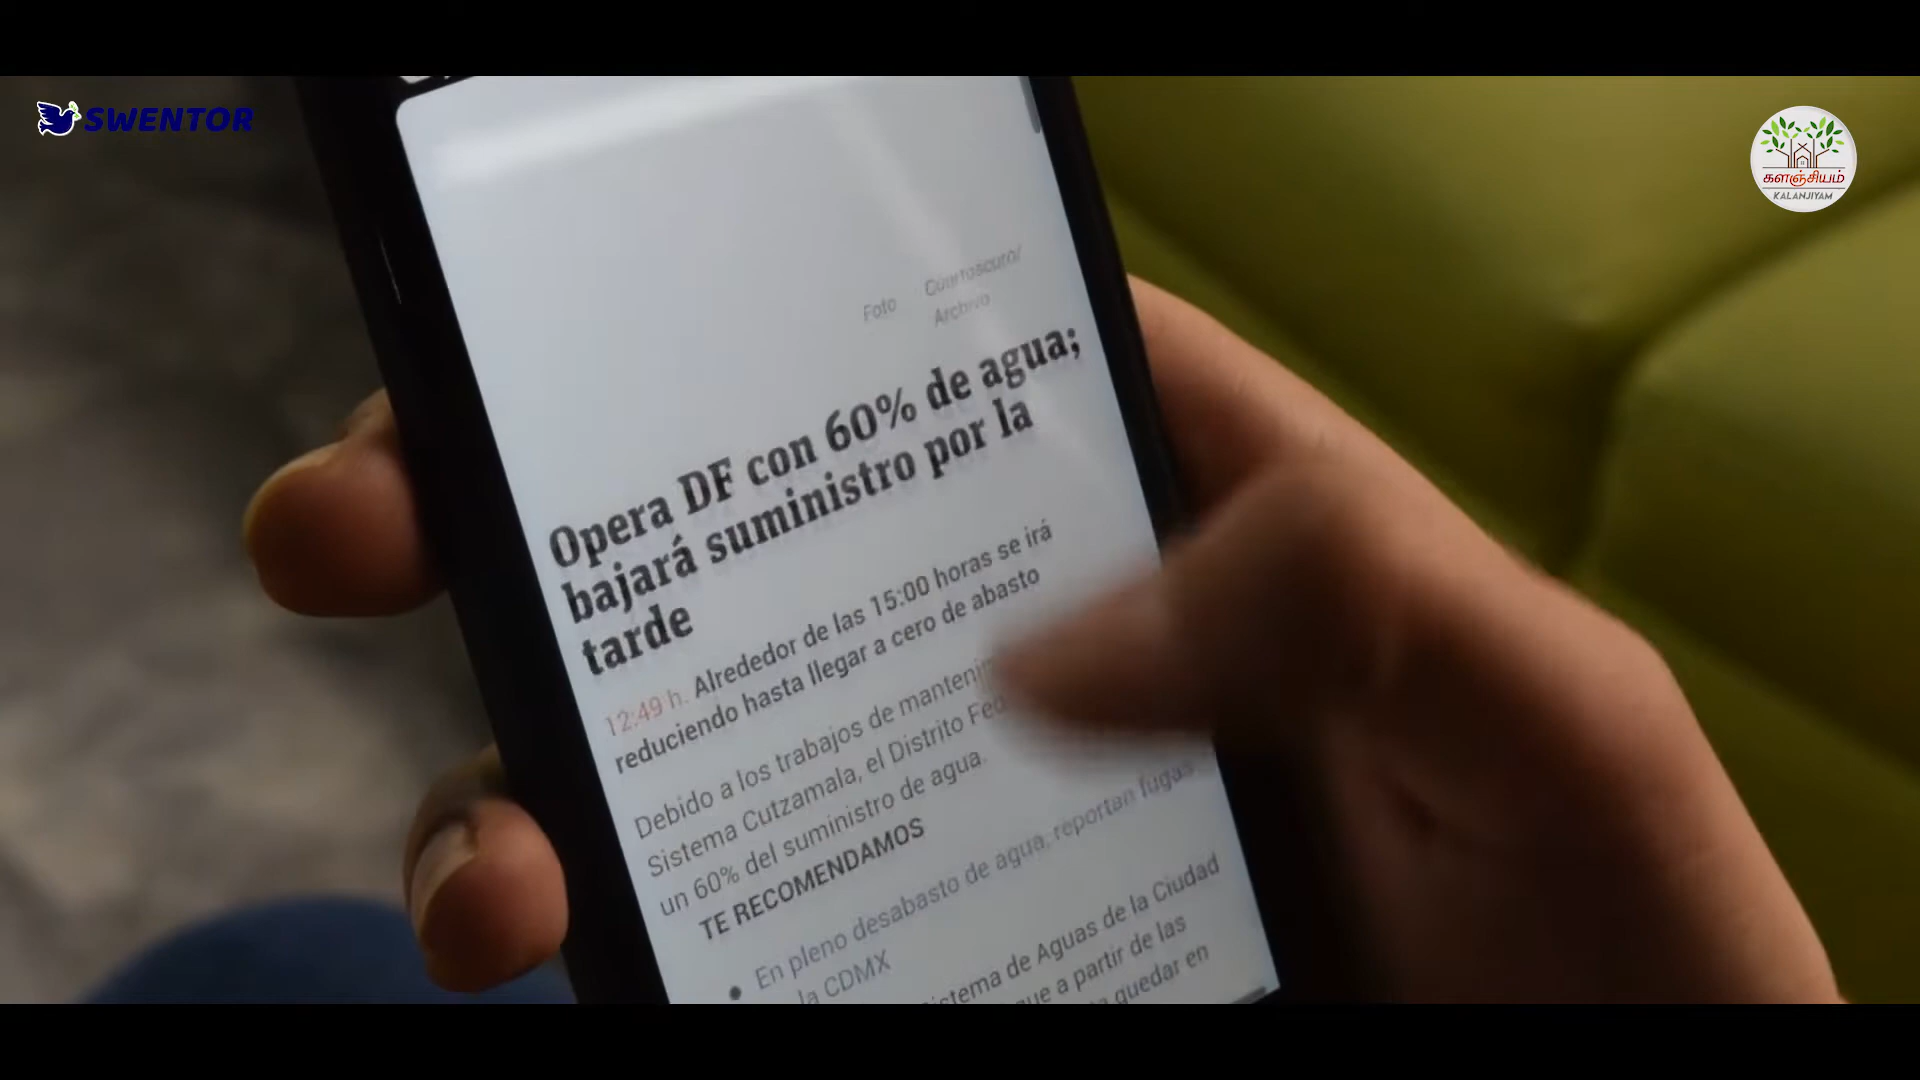 SWENTOR
களஞ்சியம்
KALANJIYAM
Foto Cuartoscuro/
Archivo
Opera DF con 60% de agua;
bajará suministro por la
tarde
12:49 h. Alrededor de las 15:00 horas se irá
reduciendo hasta llegar a cero de abasto
Debido a los trabajos de
Sistema Cutzamala, el Distrito
un 60% del suministro de agua.
TE RECOMENDAMOS
En pleno desabasto de agua, reportan fugas
la CDMX
de Aguas de la Ciudad
a partir de las
quedar en